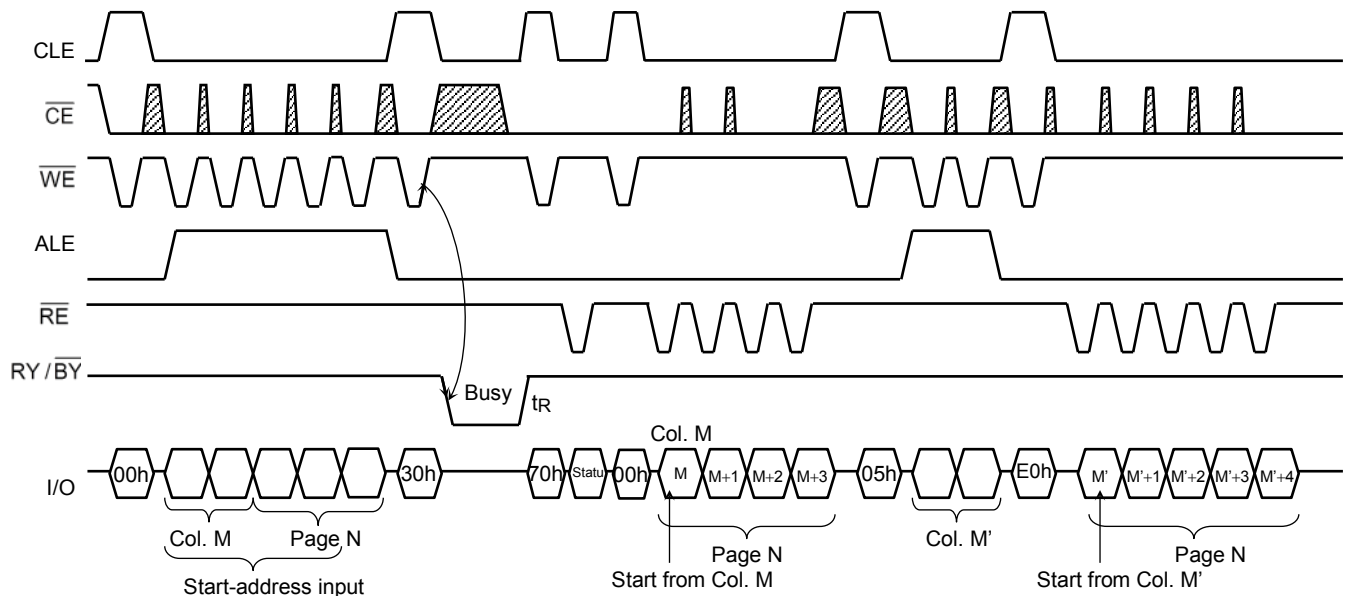 CLE
CE
WE
ALE
RE
RY / BY
Busy
tR
Col. M
I/O
00h
30h
70h
Statu
00h
M
M+1
M+2
M+3
05h
E0h
M'
M'+1
M'+2
M'+3
M'+4
Col. M
Page N
Start-address input
Page N
Start from Col. M
Col. M'
Page N
Start from Col. M'